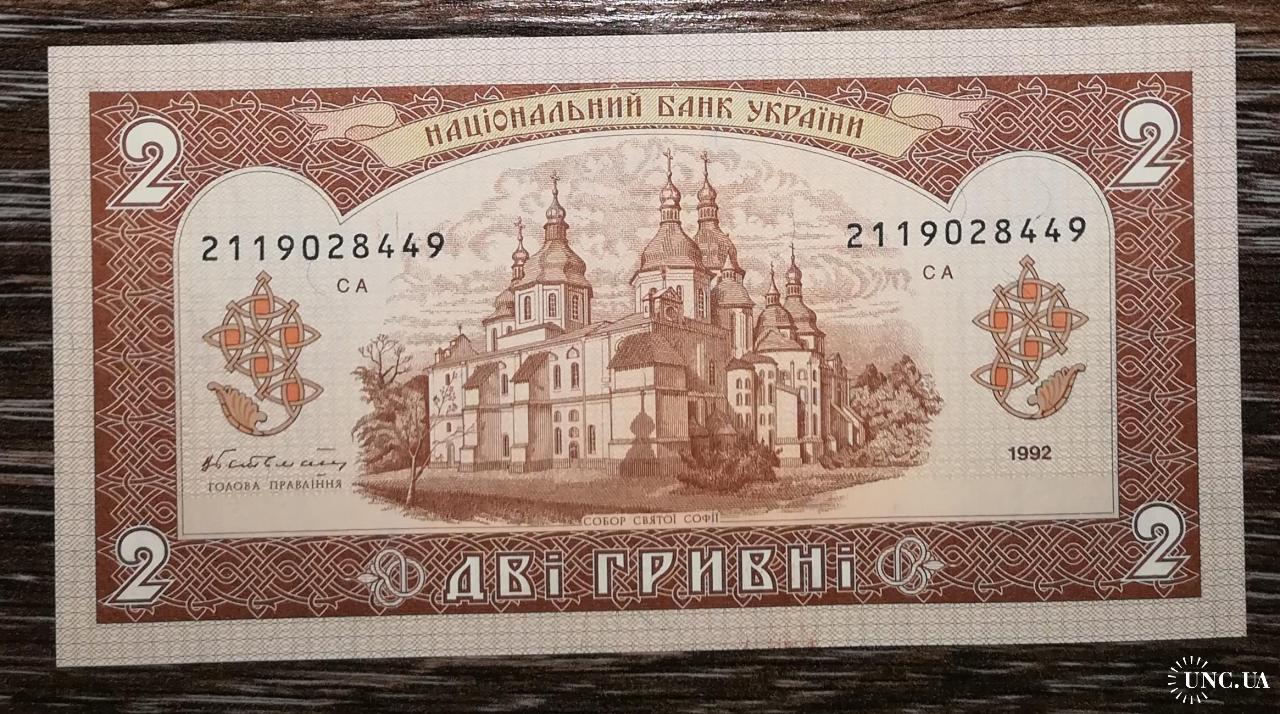 НАЦІОНАЛЬНИЙ БАНК УКРАЇНИ
2 2
2119028449 2119028449
СА СА
1992
ГОЛОВА ПРАВЛІННЯ
СОБОР СВЯТОЇ СОФІЇ
2 ДВІ ГРИВНІ 2
UNC.UA